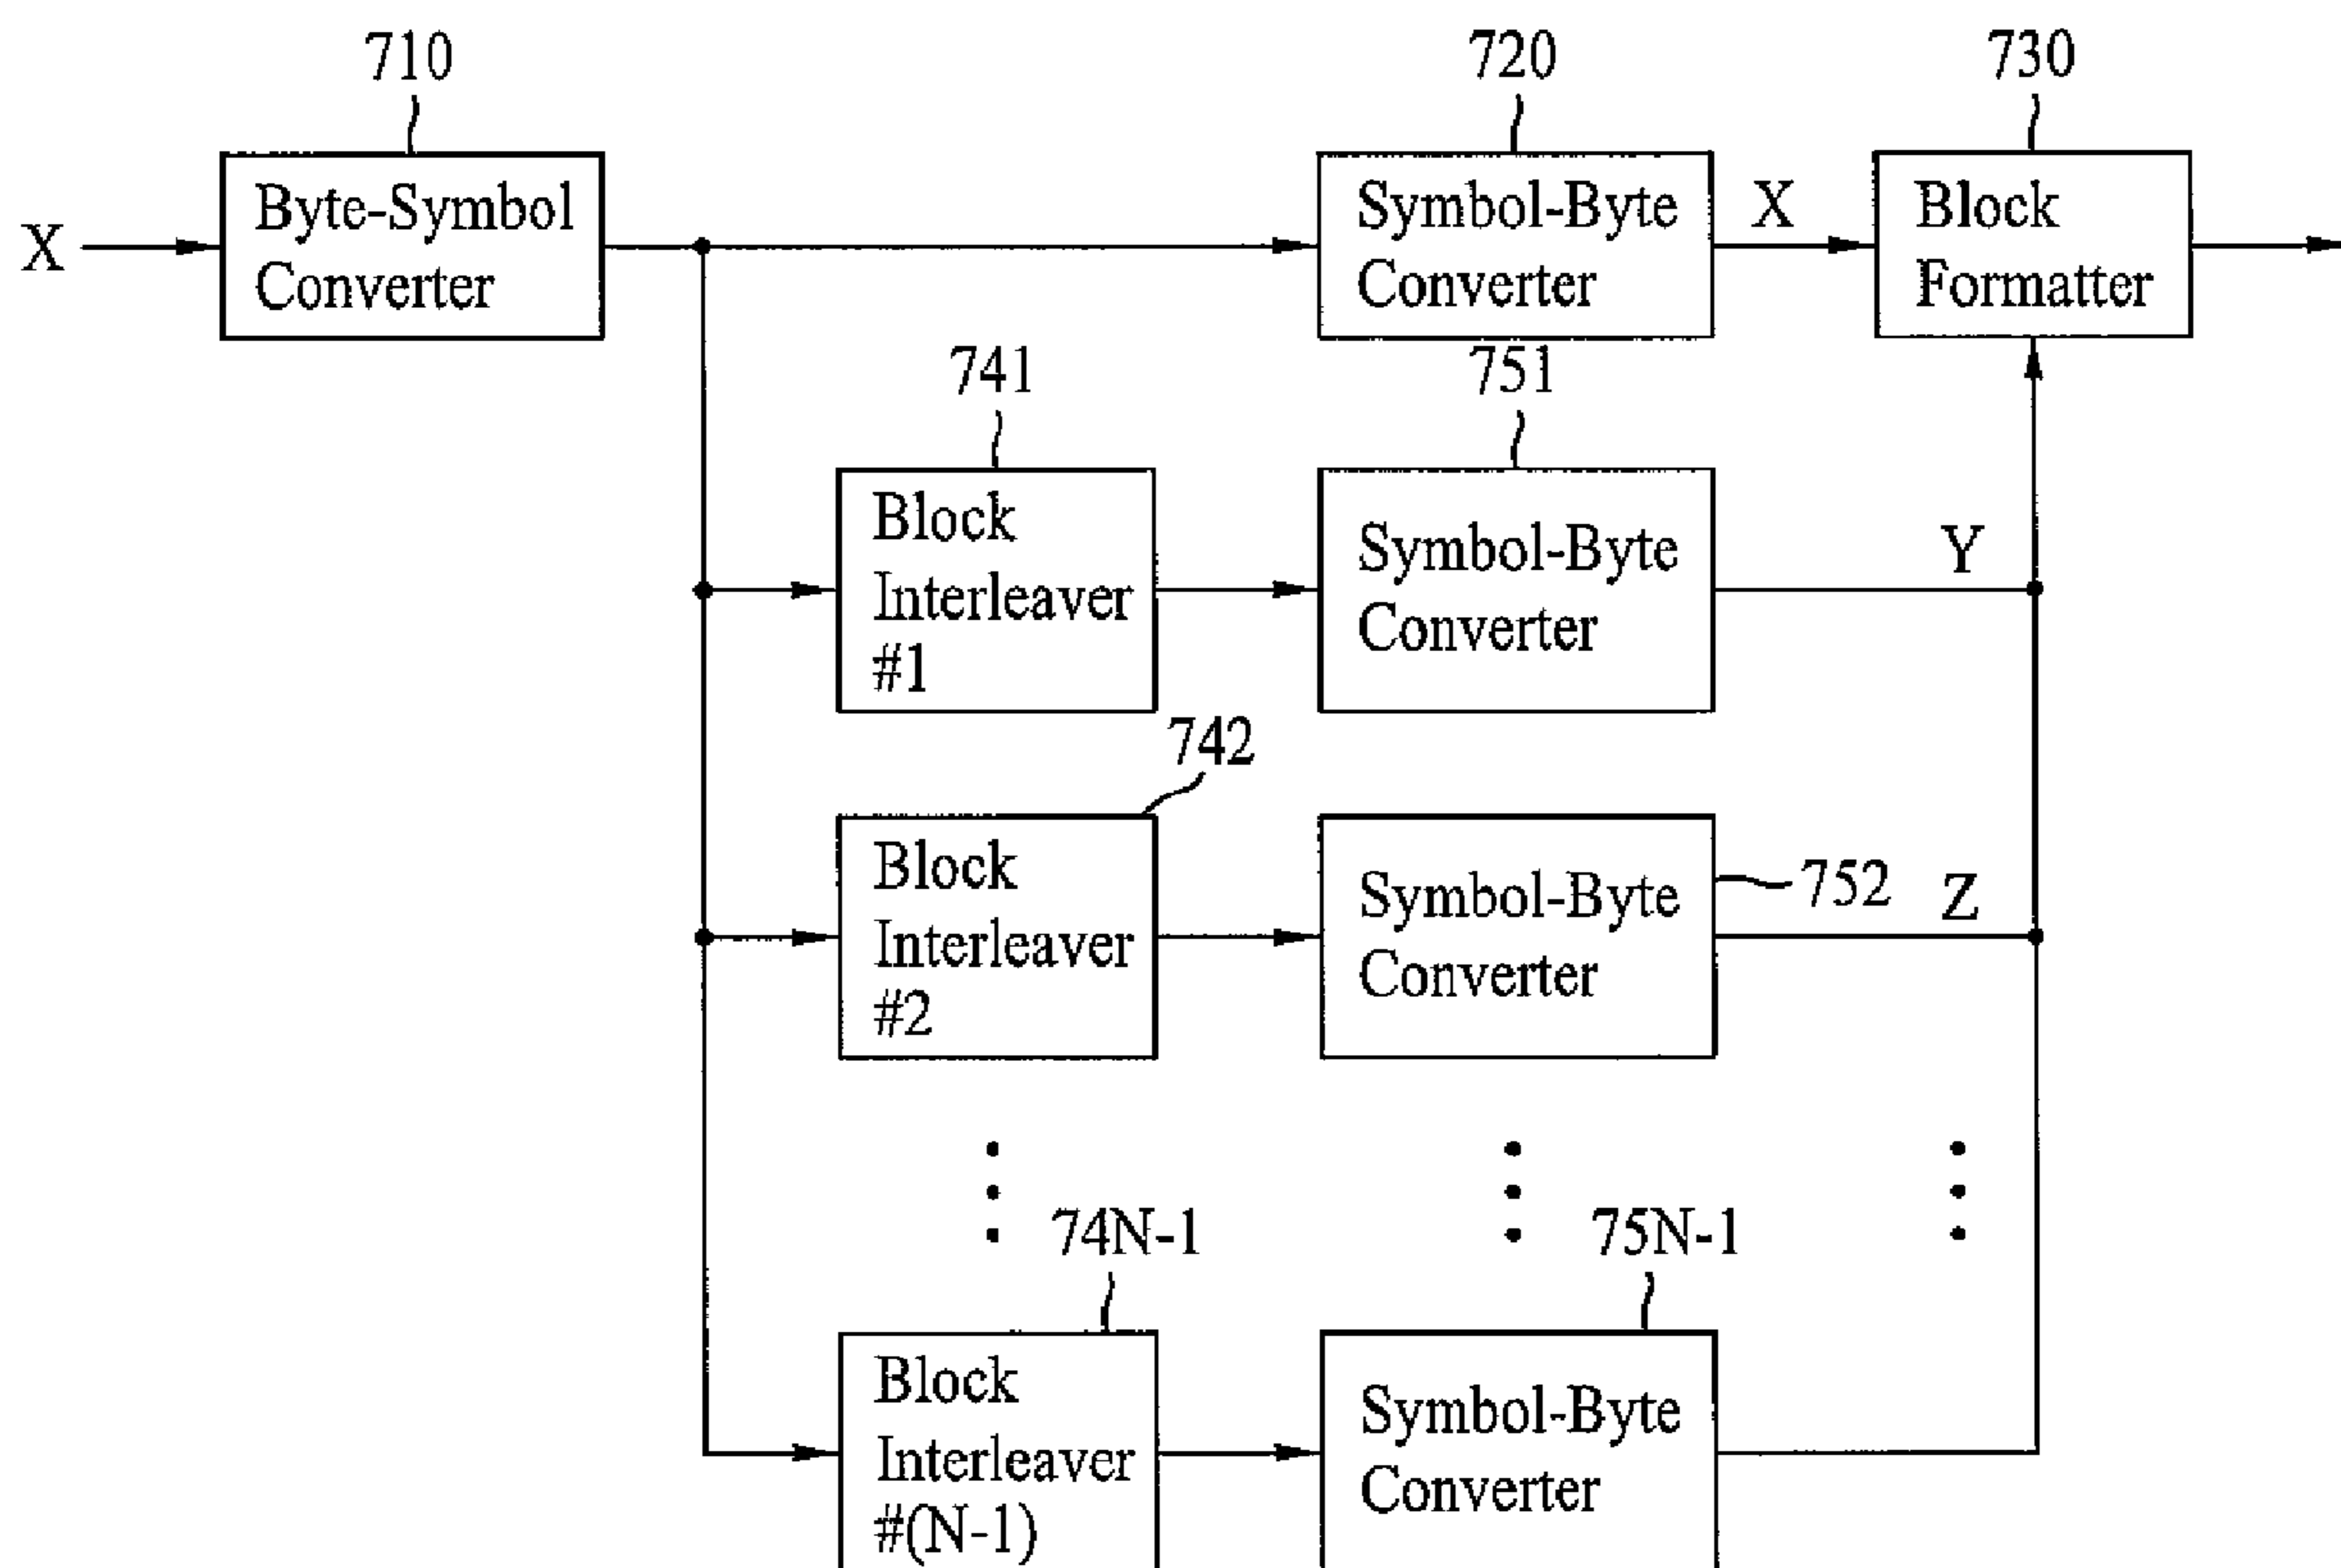 710
720
730
X
Byte-Symbol
Converter
Symbol-Byte
Converter
X
Block
Formatter
741
751
Block
Interleaver
#1
Symbol-Byte
Converter
Y
742
Block
Interleaver
#2
Symbol-Byte
Converter
752
Z
74N-1
75N-1
Block
Interleaver
#(N-1)
Symbol-Byte
Converter